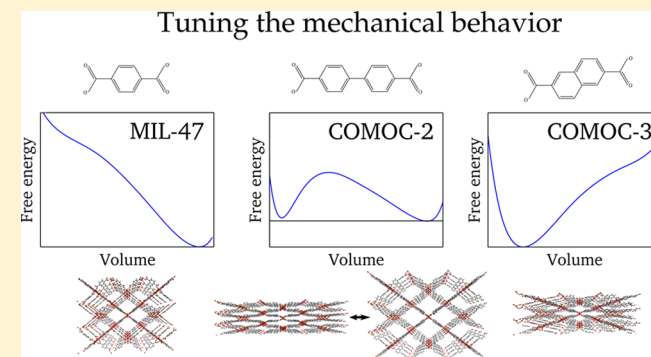 Tuning the mechanical behavior
MIL-47
COMOC-2
COMOC-3
Free energy
Free energy
Free energy
Volume
Volume
Volume